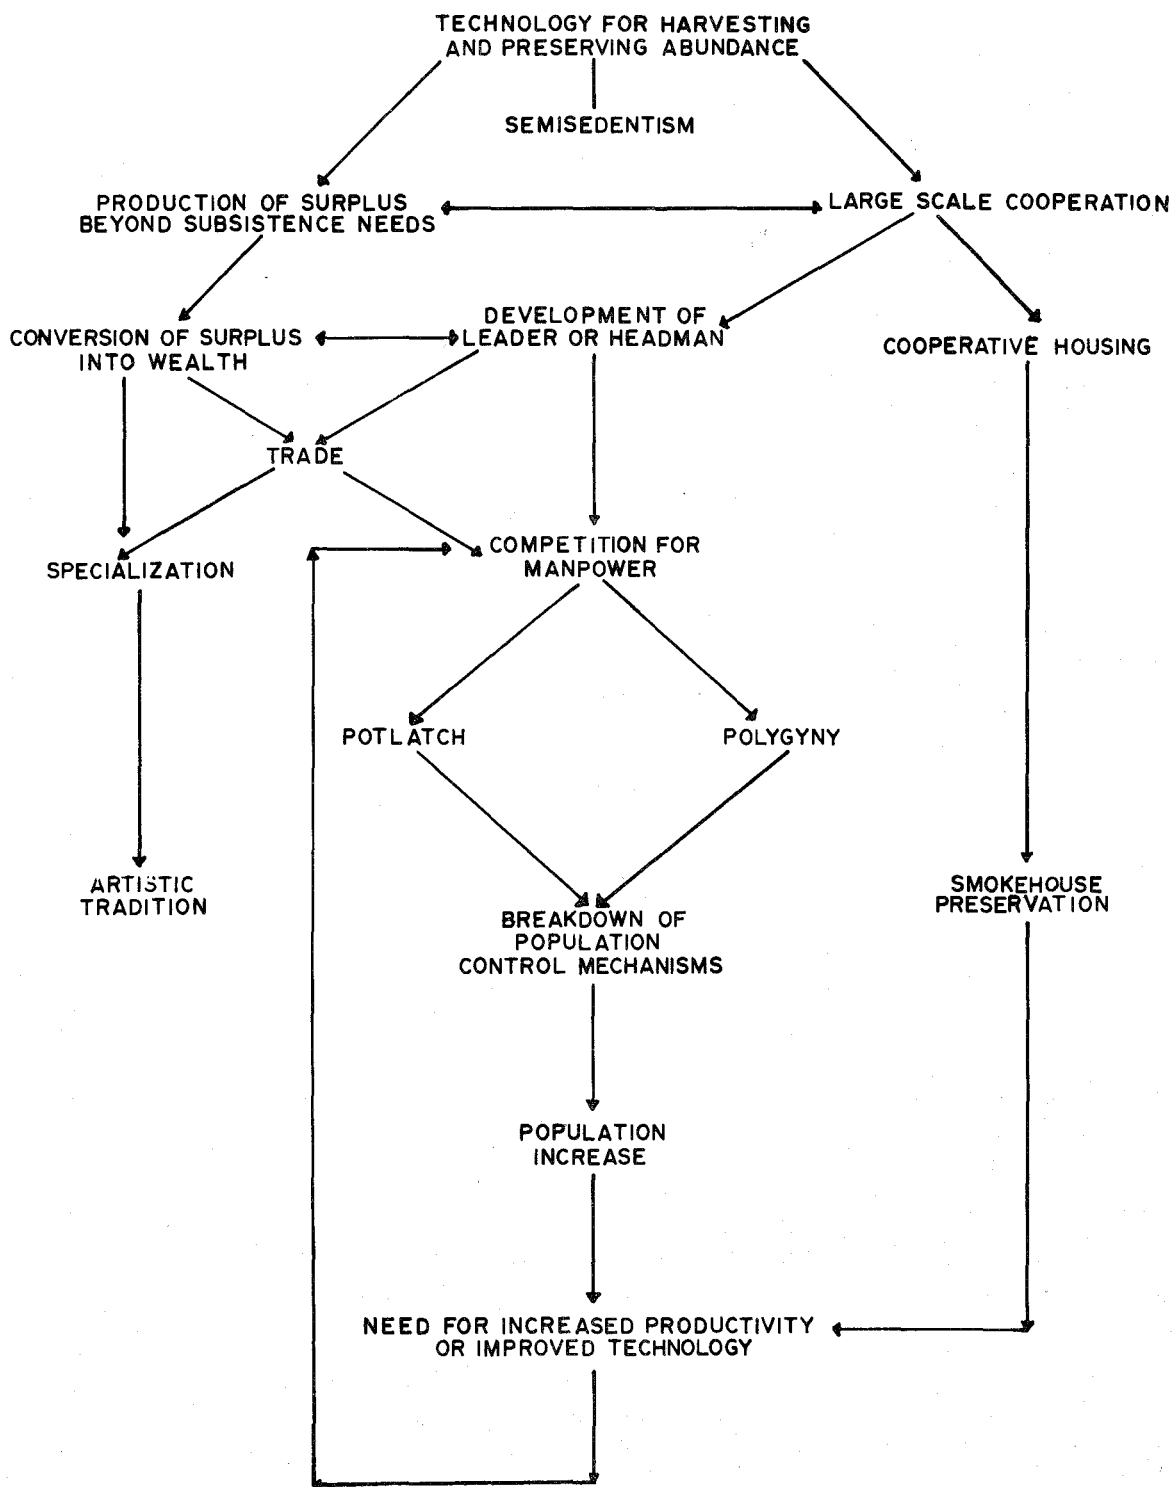 TECHNOLOGY FOR HARVESTING
AND PRESERVING ABUNDANCE
SEMISEDENTISM
PRODUCTION OF SURPLUS
BEYOND SUBSISTENCE NEEDS
LARGE SCALE COOPERATION
CONVERSION OF SURPLUS
INTO WEALTH
DEVELOPMENT OF
LEADER OR HEADMAN
COOPERATIVE HOUSING
TRADE
SPECIALIZATION
COMPETITION FOR
MANPOWER
POTLATCH
POLYGYNY
ARTISTIC
TRADITION
SMOKEHOUSE
PRESERVATION
BREAKDOWN OF
POPULATION
CONTROL MECHANISMS
POPULATION
INCREASE
NEED FOR INCREASED PRODUCTIVITY
OR IMPROVED TECHNOLOGY